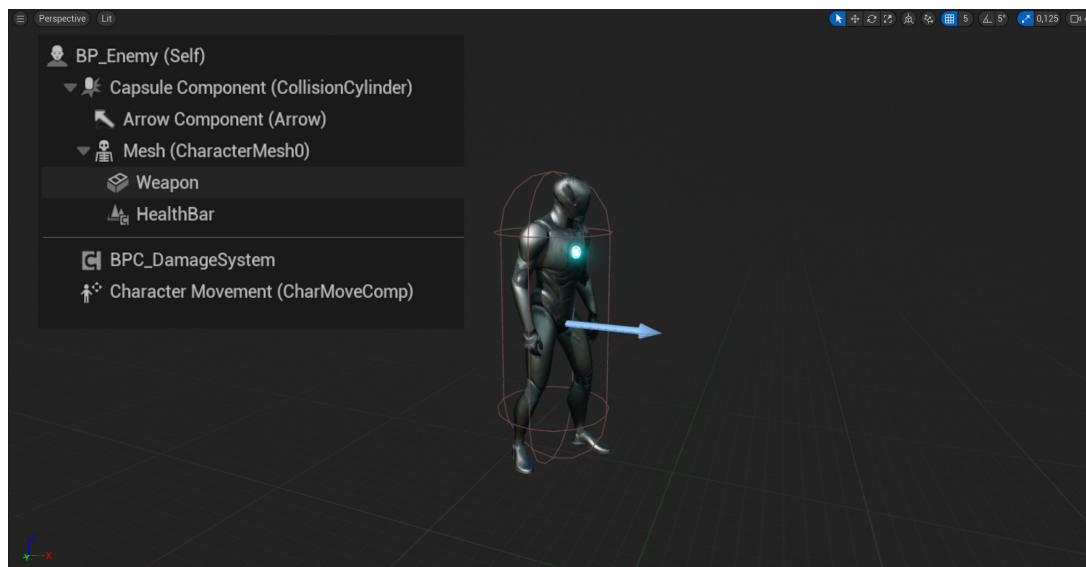 Perspective Lit 5 5° 0,125
BP_Enemy (Self)
Capsule Component (CollisionCylinder)
Arrow Component (Arrow)
Mesh (CharacterMesh0)
Weapon
HealthBar
BPC_DamageSystem
Character Movement (CharMoveComp)
Z
Y X